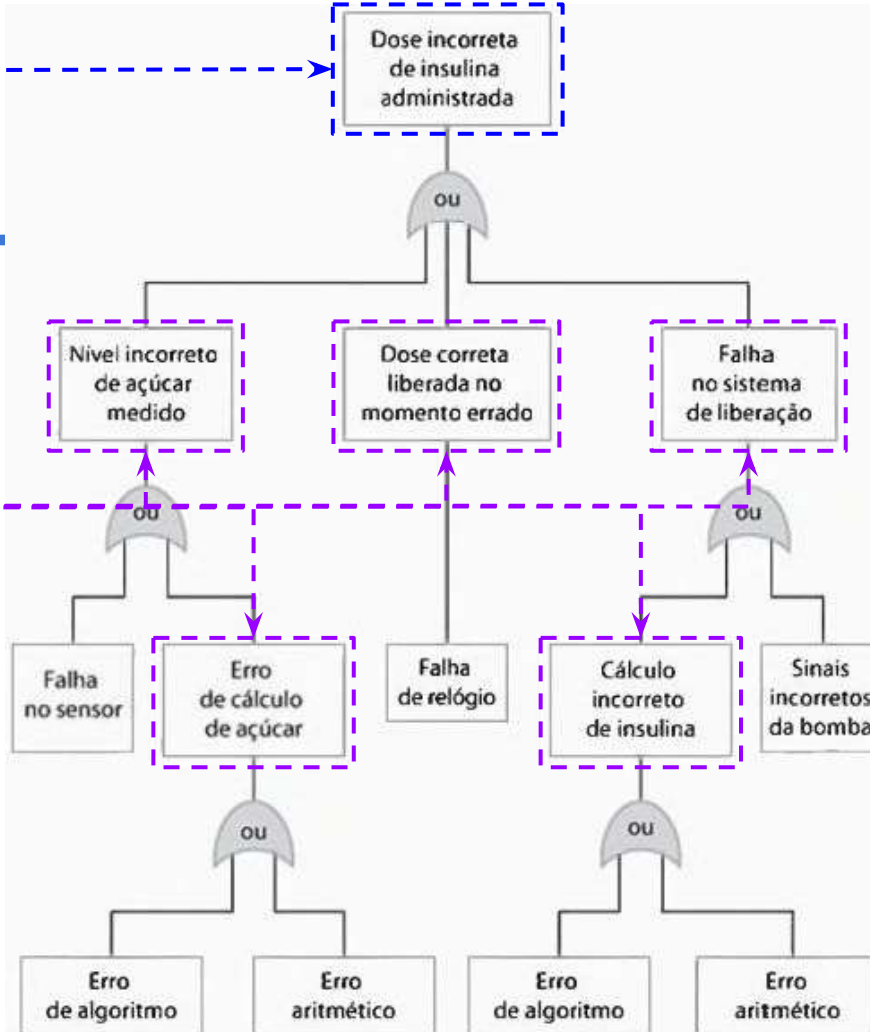 Dose incorreta
de insulina
administrada
ou
Nível incorreto
de açúcar
medido
Dose correta
liberada no
momento errado
Falha
no sistema
de liberação
ou
ou
Falha
no sensor
Erro
de cálculo
de açúcar
Falha
de relógio
Cálculo
incorreto
de insulina
Sinais
incorretos
da bomba
ou
ou
Erro
de algoritmo
Erro
aritmético
Erro
de algoritmo
Erro
aritmético